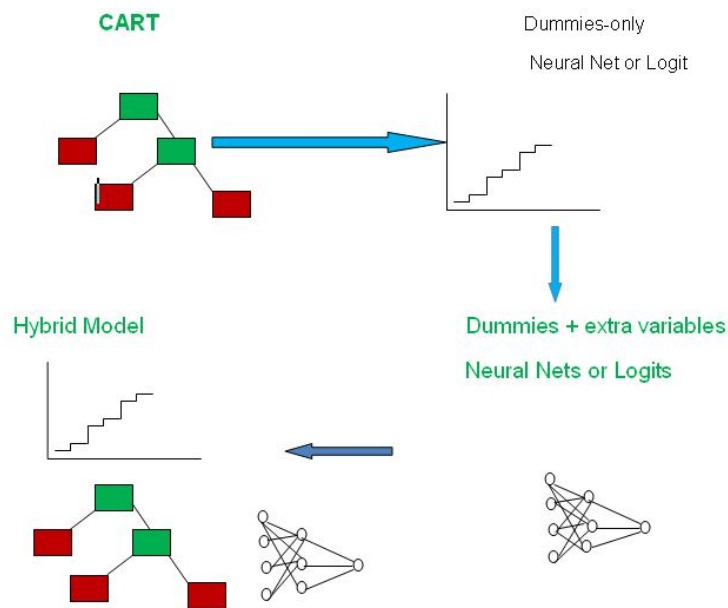 CART
Dummies-only
Neural Net or Logit
Hybrid Model
Dummies + extra variables
Neural Nets or Logits